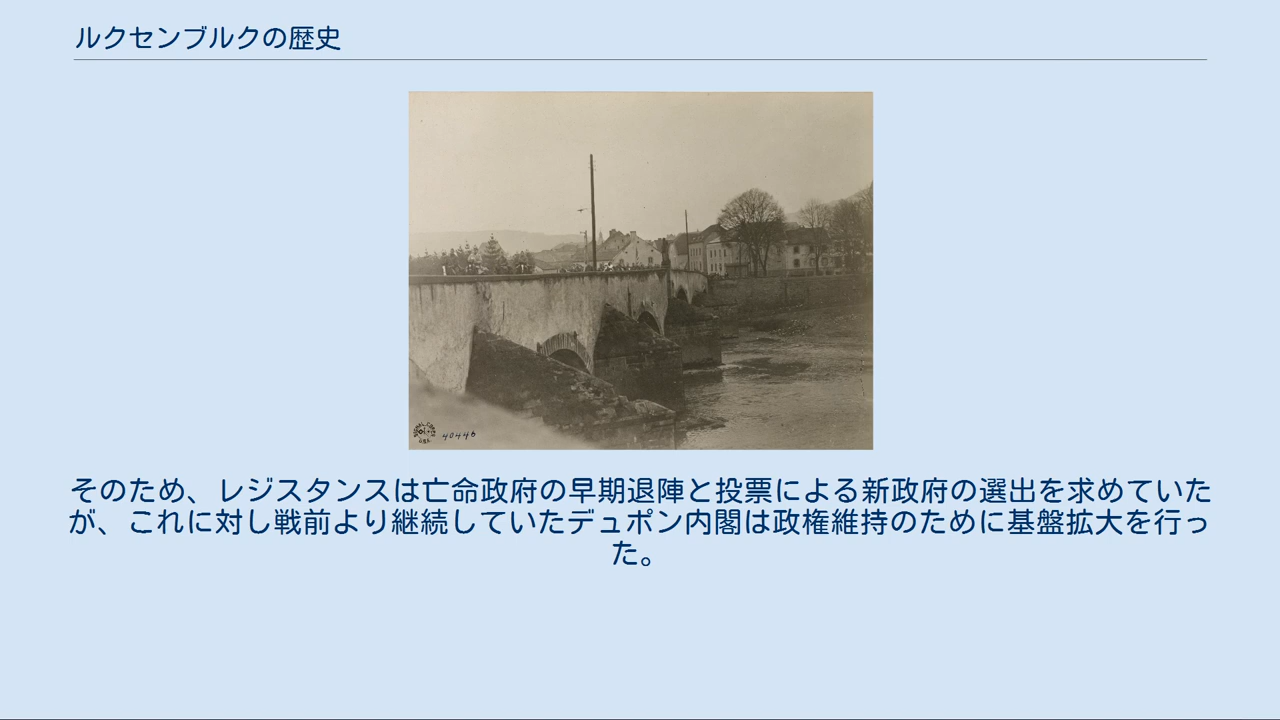 ルクセンブルクの歴史
40446
そのため、レジスタンスは亡命政府の早期退陣と投票による新政府の選出を求めていた
が、これに対し戦前より継続していたデュポン内閣は政権維持のために基盤拡大を行っ
た。